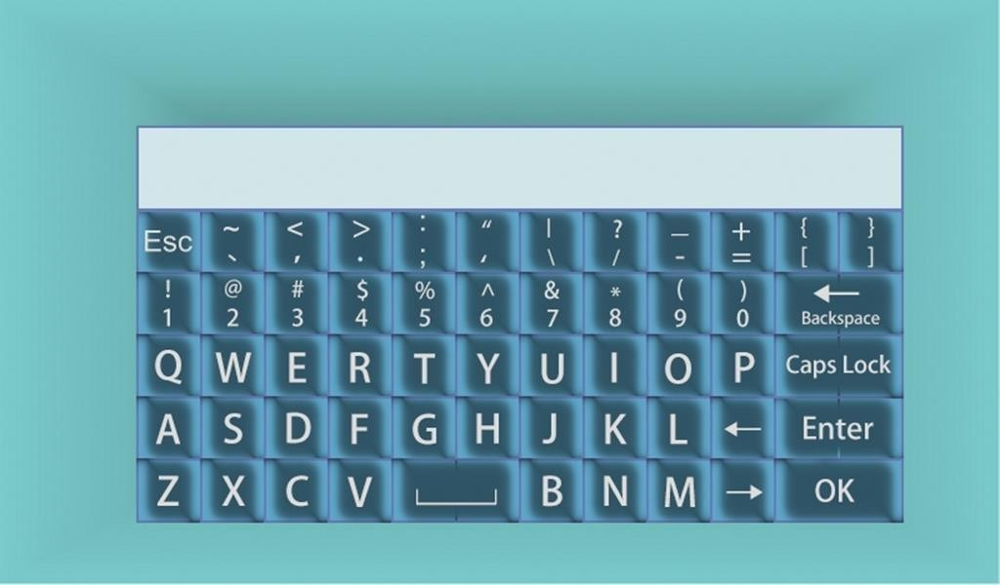 Esc ~ < > : “ | ? _ + { }
` , . ; ‘ \ / - = [ ]
! @ # $ % ^ & * ( ) ←
1 2 3 4 5 6 7 8 9 0 Backspace
Q W E R T Y U I O P Caps Lock
A S D F G H J K L ← Enter
Z X C V B N M → OK